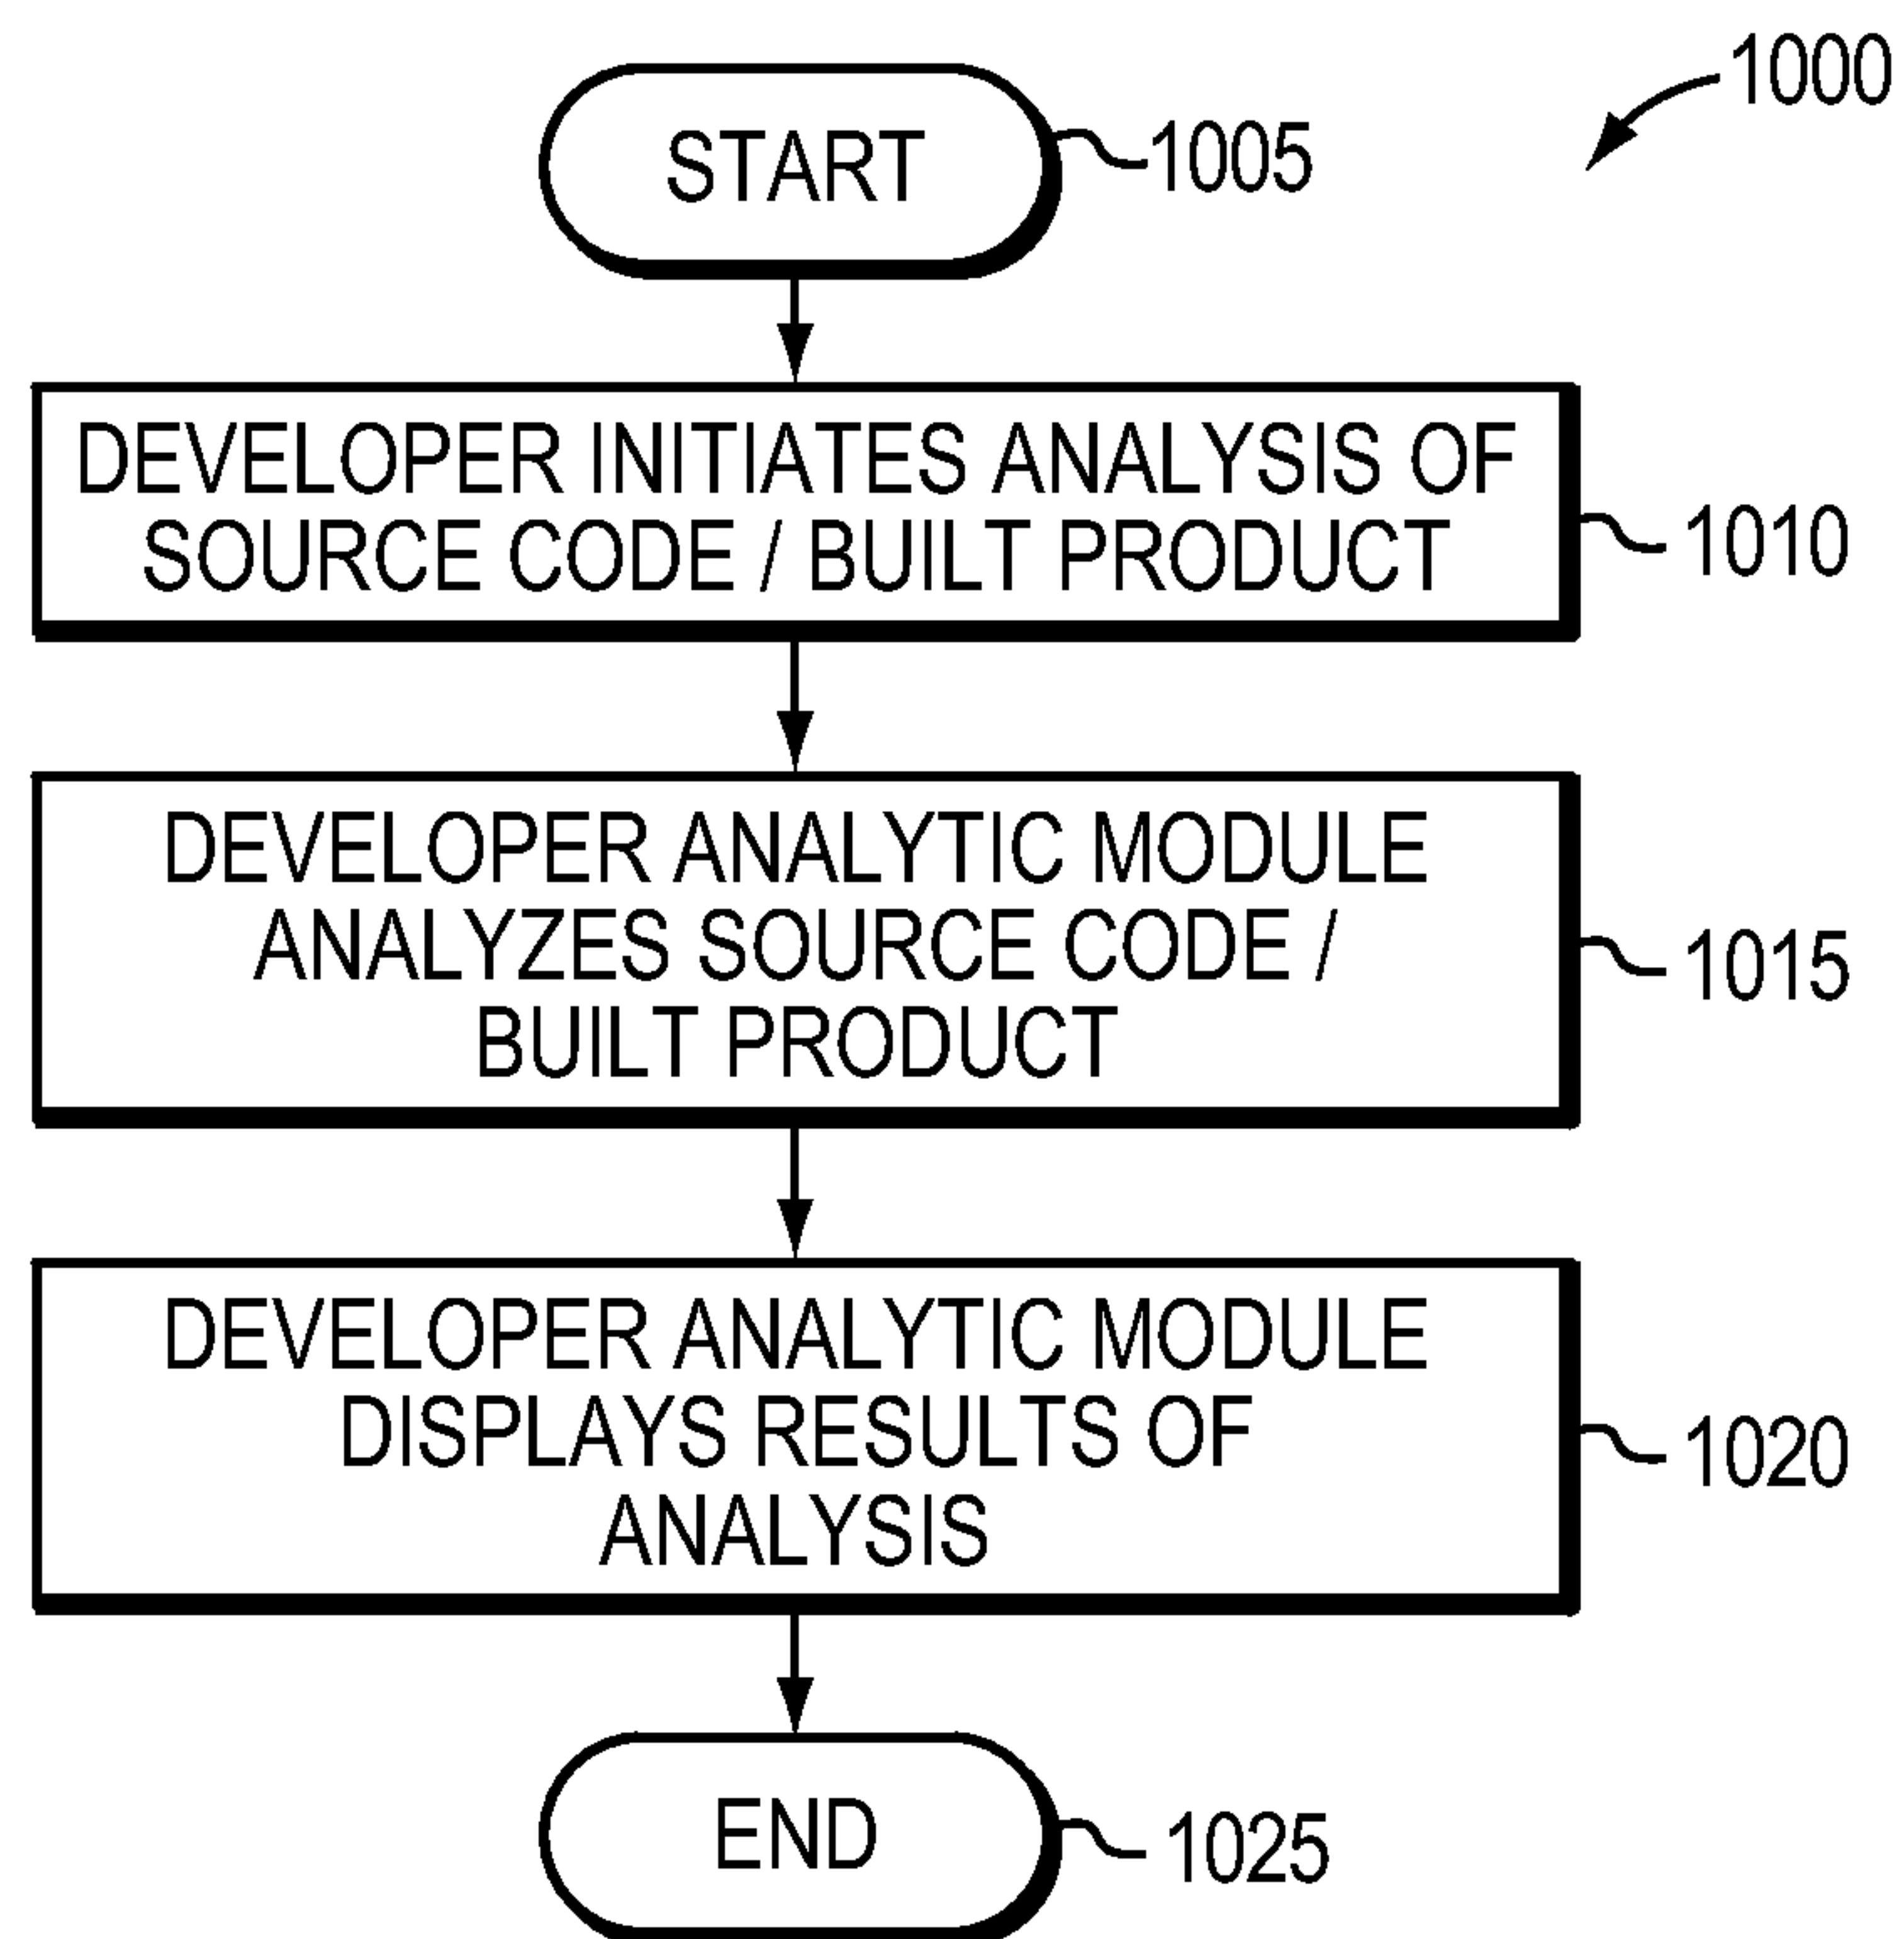 1000
START
1005
DEVELOPER INITIATES ANALYSIS OF
SOURCE CODE / BUILT PRODUCT
1010
DEVELOPER ANALYTIC MODULE
ANALYZES SOURCE CODE /
BUILT PRODUCT
1015
DEVELOPER ANALYTIC MODULE
DISPLAYS RESULTS OF
ANALYSIS
1020
END
1025